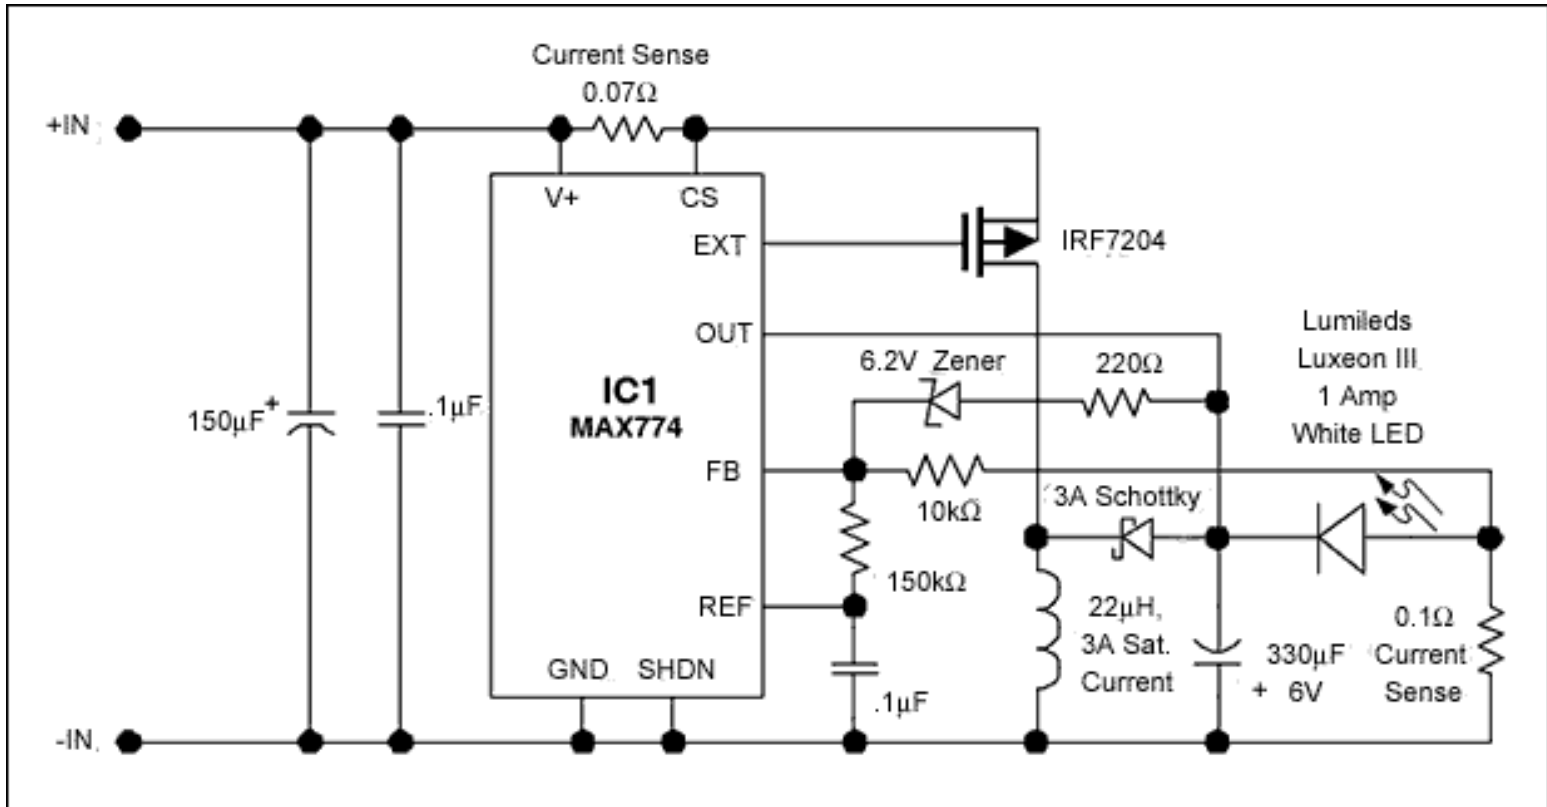 Current Sense
0.07Ω
+IN
V+
CS
EXT
IRF7204
OUT
Lumileds
Luxeon III
1 Amp
White LED
6.2V Zener
220Ω
150μF
+
.1μF
IC1
MAX774
FB
10kΩ
3A Schottky
150kΩ
REF
22μH,
3A Sat.
Current
330μF
+ 6V
0.1Ω
Current
Sense
GND
SHDN
.1μF
-IN